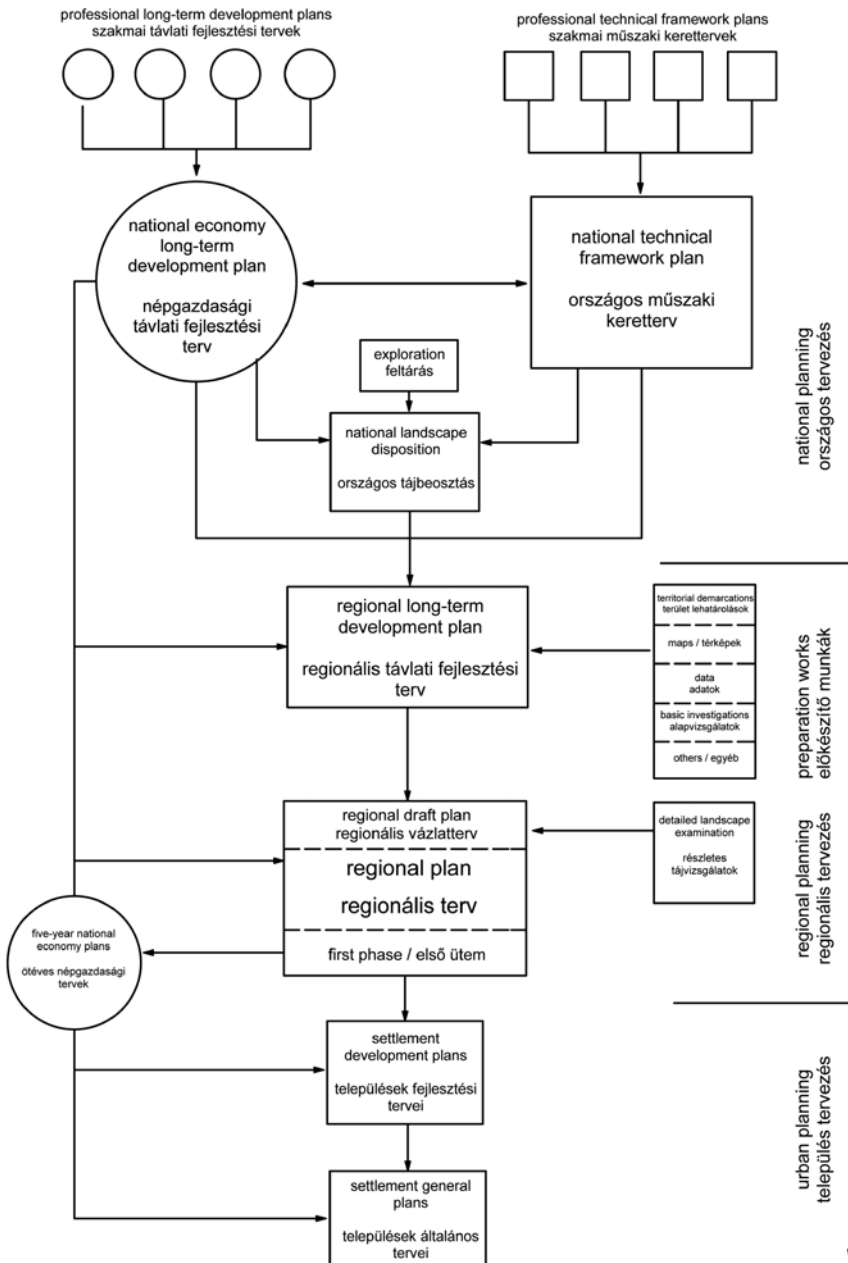 professional long-term development plans
szakmai távlati fejlesztési tervek
professional technical framework plans
szakmai műszaki kerettervek
national economy
long-term
development plan
népgazdasági
távlati fejlesztési
terv
national technical
framework plan
országos műszaki
keretterv
exploration
feltárás
national landscape
disposition
országos tájbeosztás
national planning
országos tervezés
regional long-term
development plan
regionális távlati fejlesztési
terv
territorial demarcations
terület lehatárolások
maps / térképek
data
adatok
basic investigations
alapvizsgálatok
others / egyéb
preparation works
előkészítő munkák
regional draft plan
regionális vázlatterv
regional plan
regionális terv
first phase / első ütem
detailed landscape
examination
részletes
tájvizsgálatok
regional planning
regionális tervezés
five-year national
economy plans
ötéves népgazdasági
tervek
settlement
development plans
települések fejlesztési
tervei
settlement general
plans
települések általános
tervei
urban planning
település tervezés